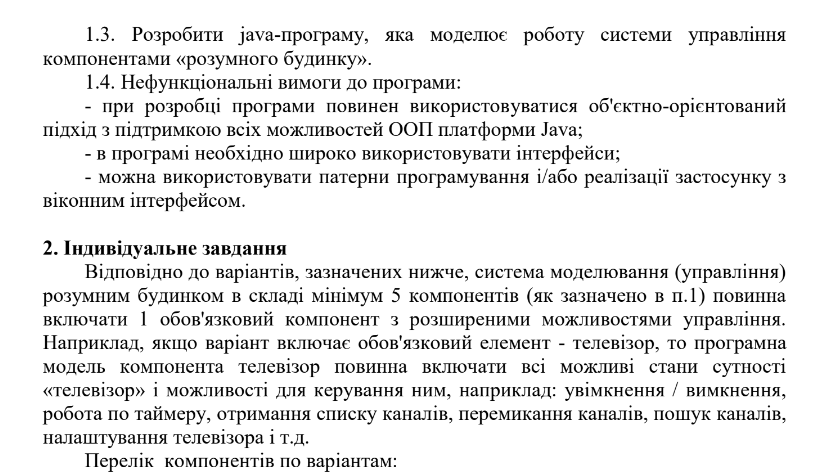 1.3. Розробити java-програму, яка моделює роботу системи управління
компонентами «розумного будинку».
1.4. Нефункціональні вимоги до програми:
- при розробці програми повинен використовуватися об'єктно-орієнтований
підхід з підтримкою всіх можливостей ООП платформи Java;
- в програмі необхідно широко використовувати інтерфейси;
- можна використовувати патерни програмування і/або реалізації застосунку з
віконним інтерфейсом.
2. Індивідуальне завдання
Відповідно до варіантів, зазначених нижче, система моделювання (управління)
розумним будинком в складі мінімум 5 компонентів (як зазначено в п.1) повинна
включати 1 обов'язковий компонент з розширеними можливостями управління.
Наприклад, якщо варіант включає обов'язковий елемент - телевізор, то програмна
модель компонента телевізор повинна включати всі можливі стани сутності
«телевізор» і можливості для керування ним, наприклад: увімкнення / вимкнення,
робота по таймеру, отримання списку каналів, перемикання каналів, пошук каналів,
налаштування телевізора і т.д.
Перелік компонентів по варіантам: